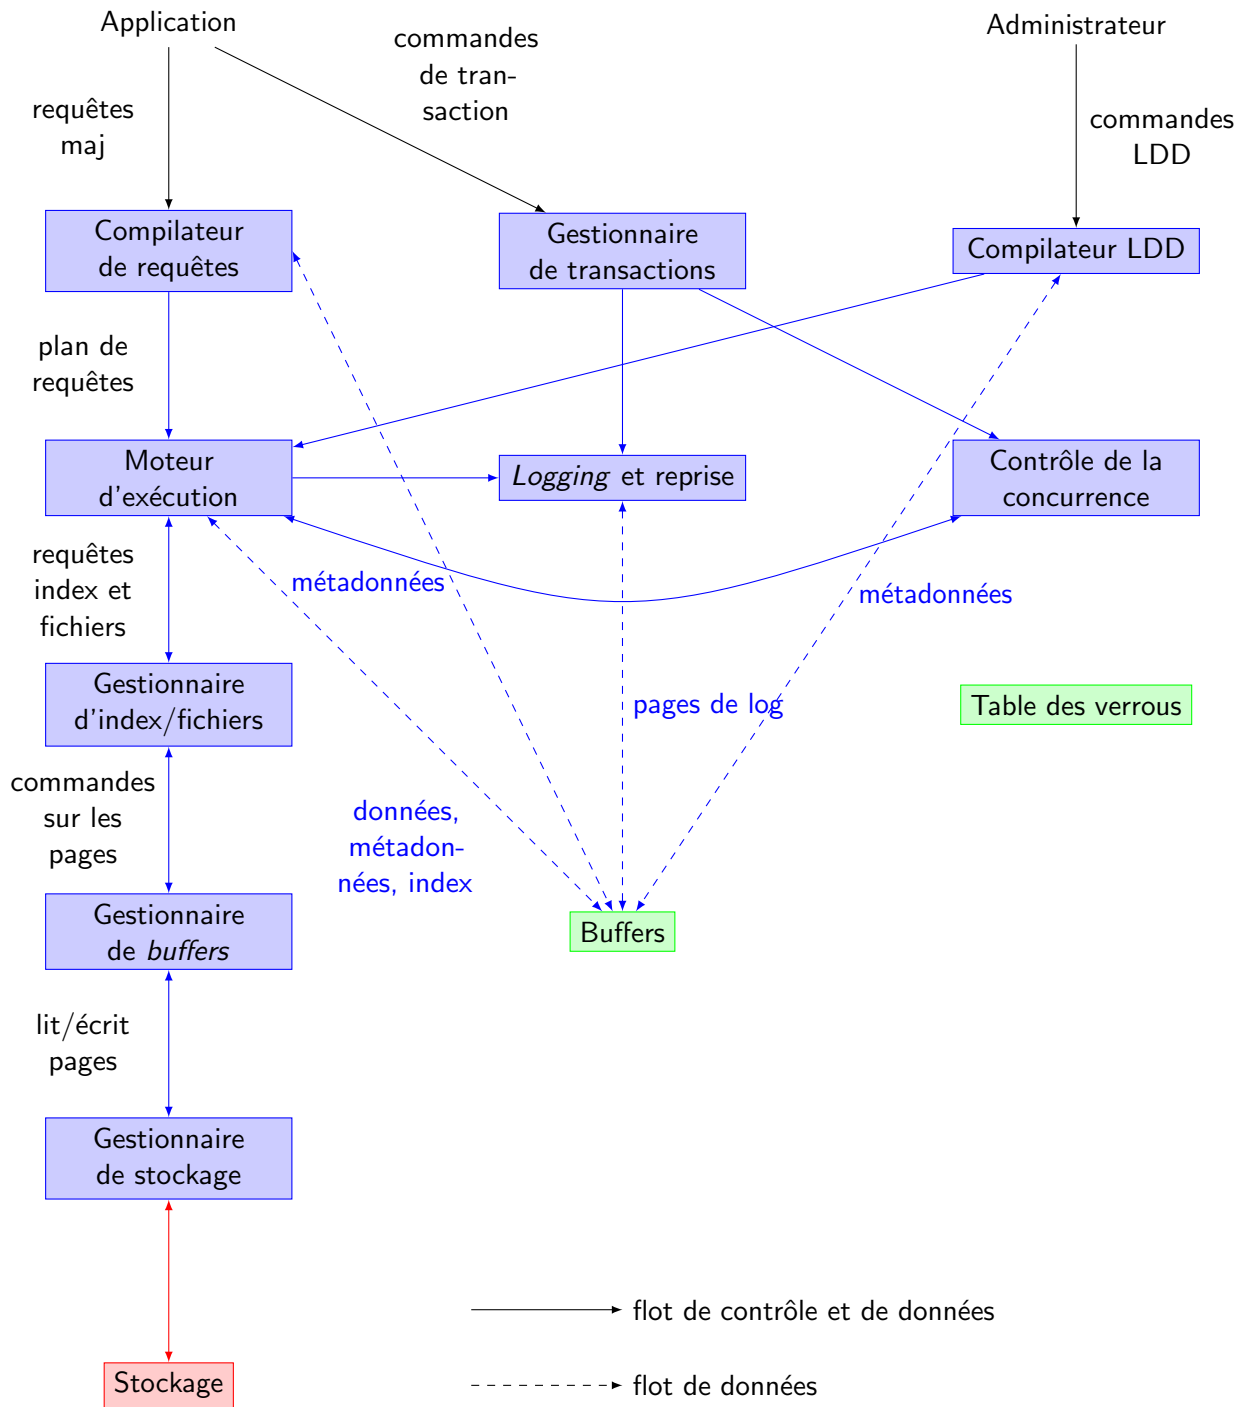 Application
Administrateur
commandes
de tran-
saction
requêtes
maj
commandes
LDD
Compilateur
de requêtes
Gestionnaire
de transactions
Compilateur LDD
plan de
requêtes
Moteur
d'exécution
Logging et reprise
Contrôle de la
concurrence
requêtes
index et
fichiers
métadonnées
métadonnées
Gestionnaire
d'index/fichiers
pages de log
Table des verrous
commandes
sur les
pages
données,
métadon-
nées, index
Gestionnaire
de buffers
Buffers
lit/écrit
pages
Gestionnaire
de stockage
flot de contrôle et de données
Stockage
flot de données